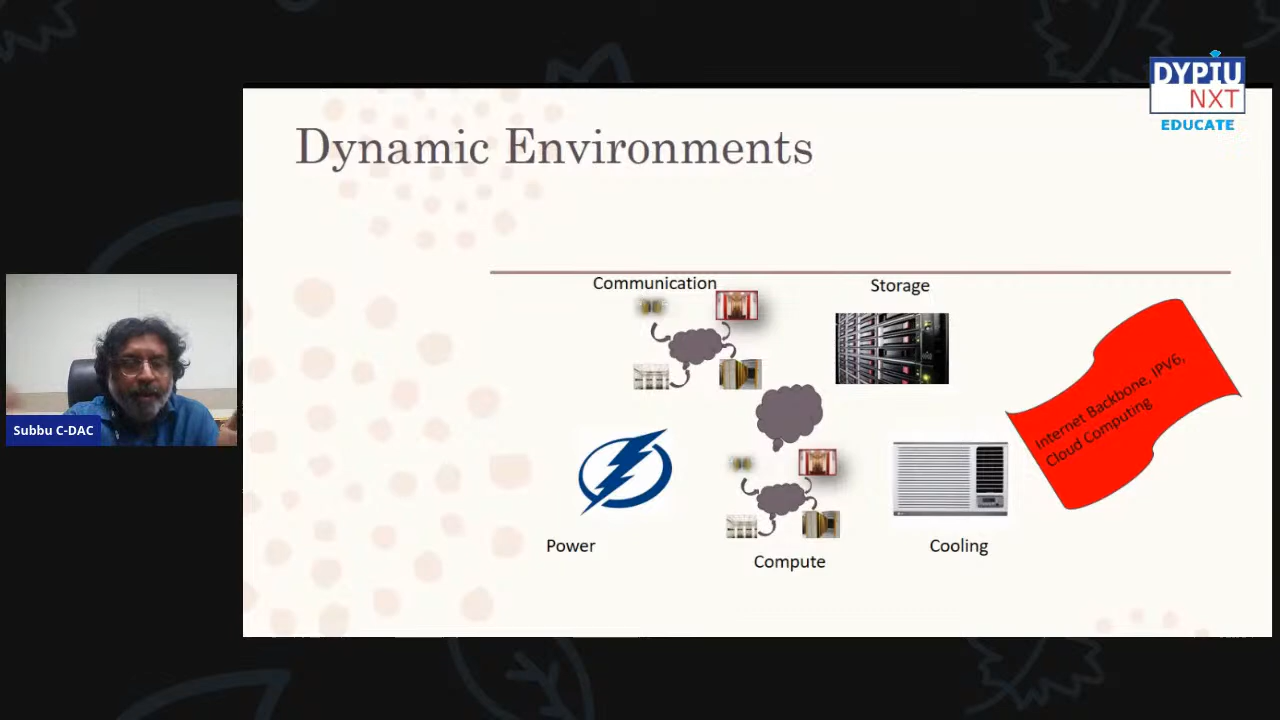 DYPIU
NXT
EDUCATE
Dynamic Environments
Communication
Storage
Internet Backbone, IPV6,
Cloud Computing
Power
Compute
Cooling
Subbu C-DAC